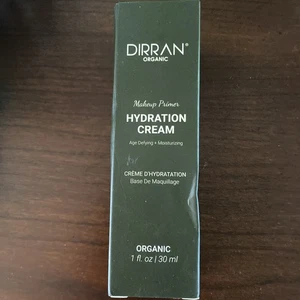 DIRRAN®
ORGANIC
Makeup Primer
HYDRATION
CREAM
Age Defying + Moisturizing
CRÈME D'HYDRATATION
Base De Maquillage
ORGANIC
1 fl. oz | 30 ml